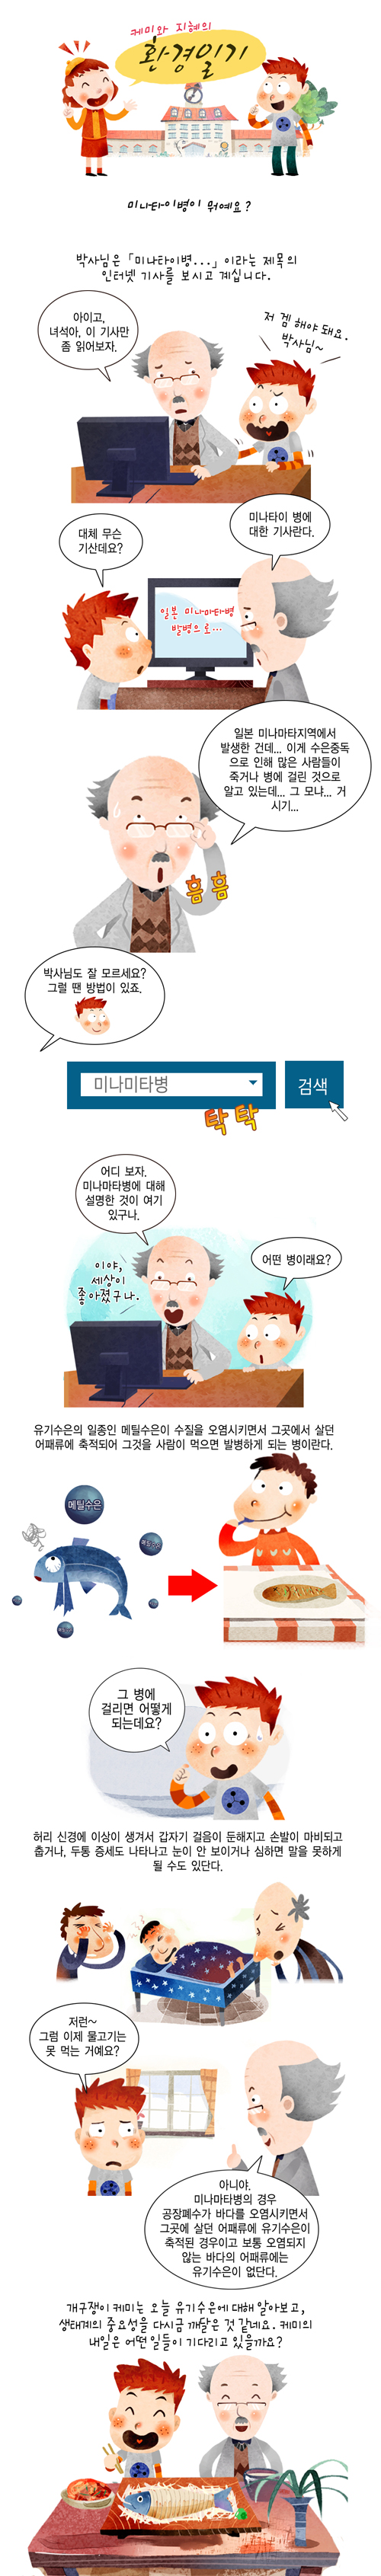 케미와 지혜의
환경일기
미나타이병이 뭐예요?
박사님은 「미나타이병...」이라는 제목의
인터넷 기사를 보시고 계십니다.
아이고,
녀석아, 이 기사만
좀 읽어보자.
저 겜 해야 돼요.
박사님~
대체 무슨
기산데요?
미나타이 병에
대한 기사란다.
일본 미나마타병
발병으로...
일본 미나마타지역에서
발생한 건데... 이게 수은중독
으로 인해 많은 사람들이
죽거나 병에 걸린 것으로
알고 있는데... 그 모냐... 거
시기...
흠흠
박사님도 잘 모르세요?
그럴 땐 방법이 있죠.
미나미타병
검색
탁탁
어디 보자.
미나마타병에 대해
설명한 것이 여기
있구나.
이야,
세상이
좋아졌구나.
어떤 병이래요?
유기수은의 일종인 메틸수은이 수질을 오염시키면서 그곳에서 살던
어패류에 축적되어 그것을 사람이 먹으면 발병하게 되는 병이란다.
메틸수은
메틸수은
그 병에
걸리면 어떻게
되는데요?
허리 신경에 이상이 생겨서 갑자기 걸음이 둔해지고 손발이 마비되고
춥거나, 두통 증세도 나타나고 눈이 안 보이거나 심하면 말을 못하게
될 수도 있단다.
저런~
그럼 이제 물고기는
못 먹는 거예요?
아니야.
미나마타병의 경우
공장폐수가 바다를 오염시키면서
그곳에 살던 어패류에 유기수은이
축적된 경우이고 보통 오염되지
않는 바다의 어패류에는
유기수은이 없단다.
개구쟁이 케미는 오늘 유기수은에 대해 알아보고,
생태계의 중요성을 다시금 깨달은 것 같네요. 케미의
내일은 어떤 일들이 기다리고 있을까요?